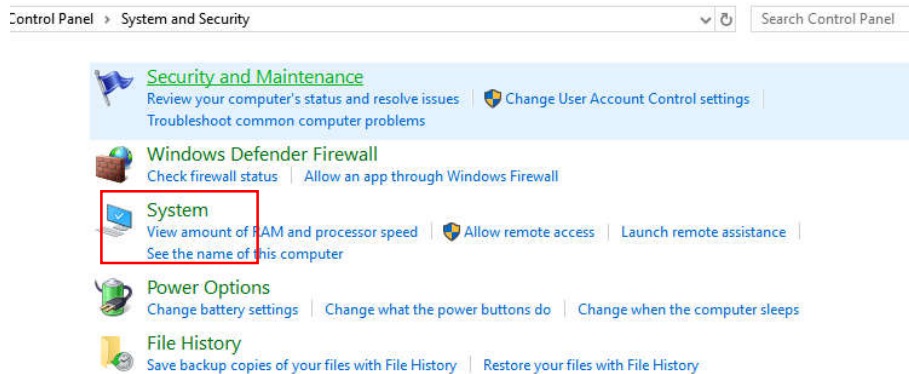 Control Panel > System and Security Search Control Panel
Security and Maintenance
Review your computer's status and resolve issues Change User Account Control settings
Troubleshoot common computer problems
Windows Defender Firewall
Check firewall status Allow an app through Windows Firewall
System
View amount of RAM and processor speed Allow remote access Launch remote assistance
See the name of this computer
Power Options
Change battery settings Change what the power buttons do Change when the computer sleeps
File History
Save backup copies of your files with File History Restore your files with File History